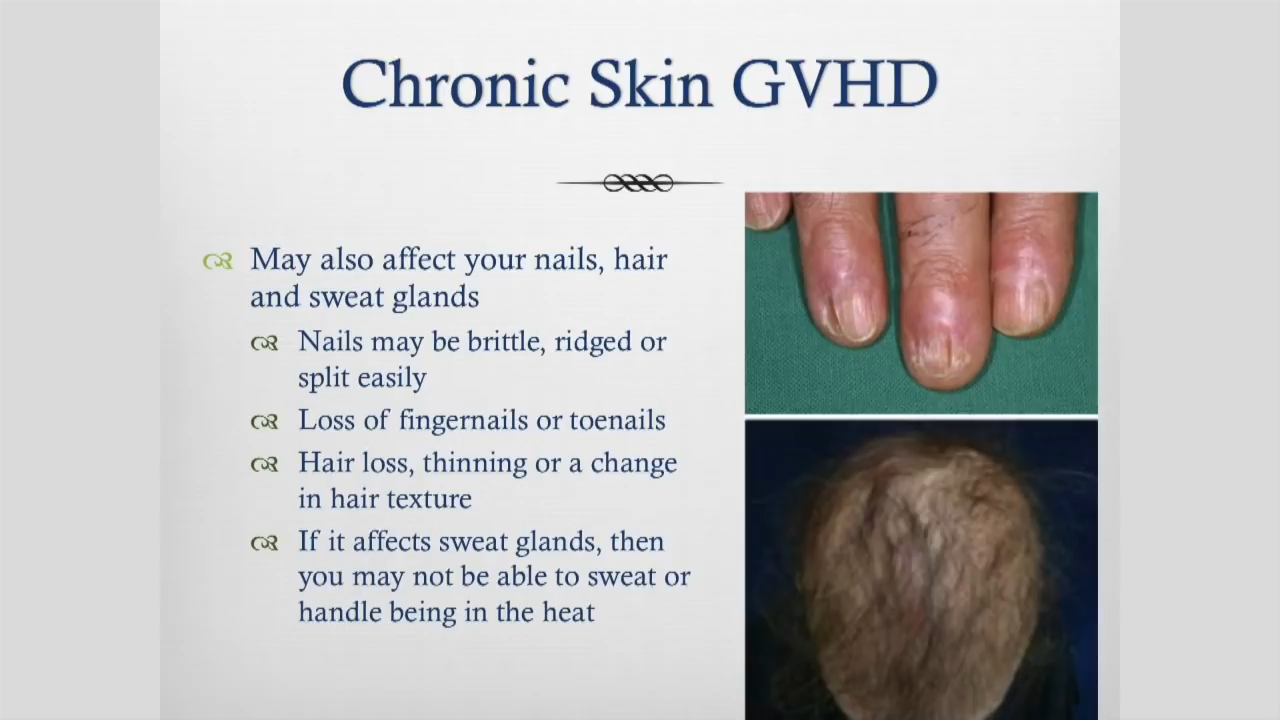 Chronic Skin GVHD
May also affect your nails, hair
and sweat glands
Nails may be brittle, ridged or
split easily
Loss of fingernails or toenails
Hair loss, thinning or a change
in hair texture
If it affects sweat glands, then
you may not be able to sweat or
handle being in the heat